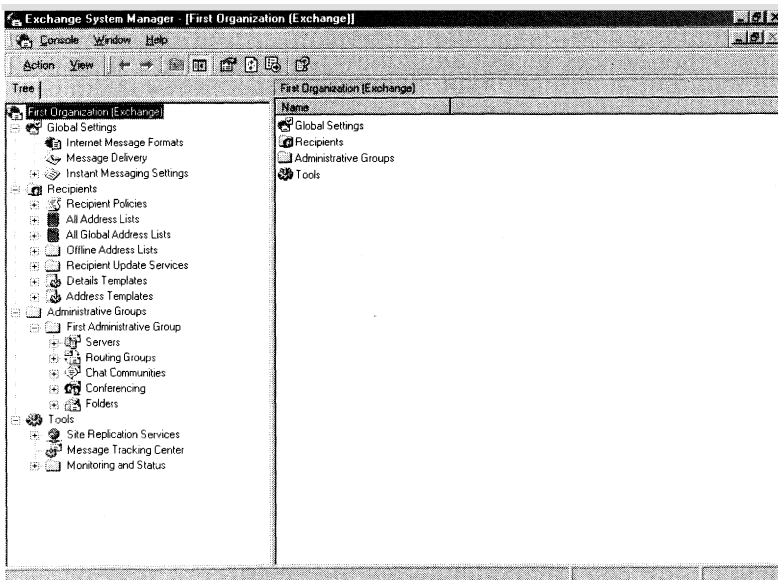 Exchange System Manager - [First Organization (Exchange)]
Console Window Help
Action View
Tree
First Organization (Exchange)
Global Settings
Internet Message Formats
Message Delivery
Instant Messaging Settings
Recipients
Recipient Policies
All Address Lists
All Global Address Lists
Offline Address Lists
Recipient Update Services
Details Templates
Address Templates
Administrative Groups
First Administrative Group
Servers
Routing Groups
Chat Communities
Conferencing
Folders
Tools
Site Replication Services
Message Tracking Center
Monitoring and Status
First Organization (Exchange)
Name
Global Settings
Recipients
Administrative Groups
Tools